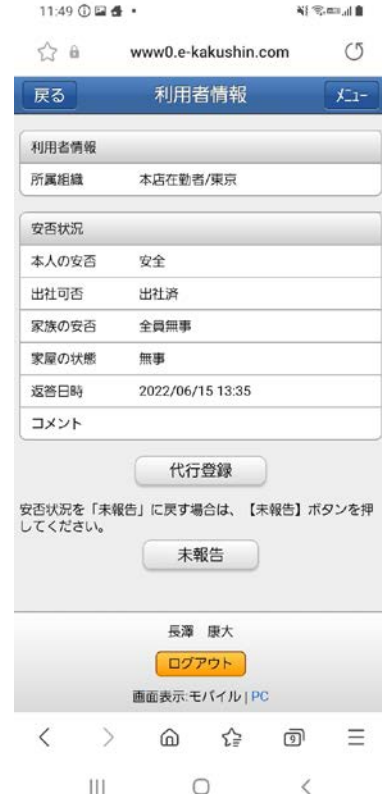 11:49
www0.e-kakushin.com
戻る 利用者情報 メニュー
利用者情報
所属組織 本店在勤者/東京
安否状況
本人の安否 安全
出社可否 出社済
家族の安否 全員無事
家屋の状態 無事
返答日時 2022/06/15 13:35
コメント
代行登録
安否状況を「未報告」に戻す場合は、【未報告】ボタンを押
してください。
未報告
長澤 康大
ログアウト
画面表示:モバイル | PC
9